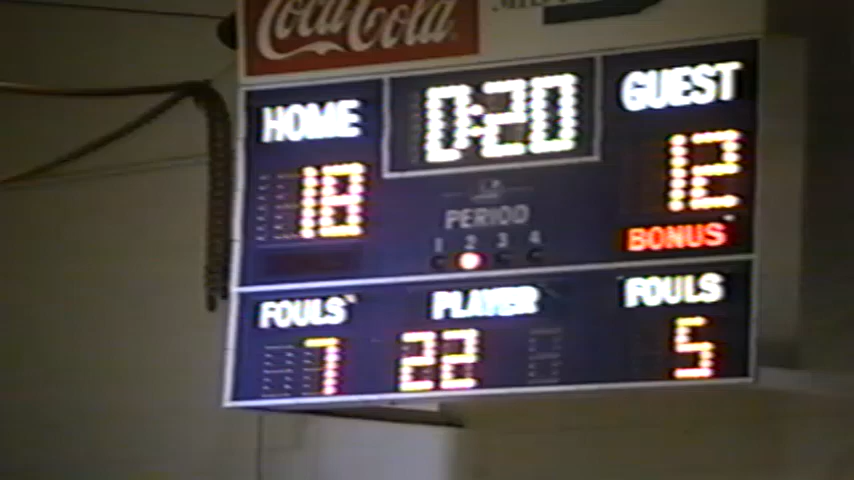 Coca-Cola
HOME 0:20 GUEST
18 12
PERIOD
1 2 3 4
BONUS
FOULS PLAYER FOULS
7 22 5